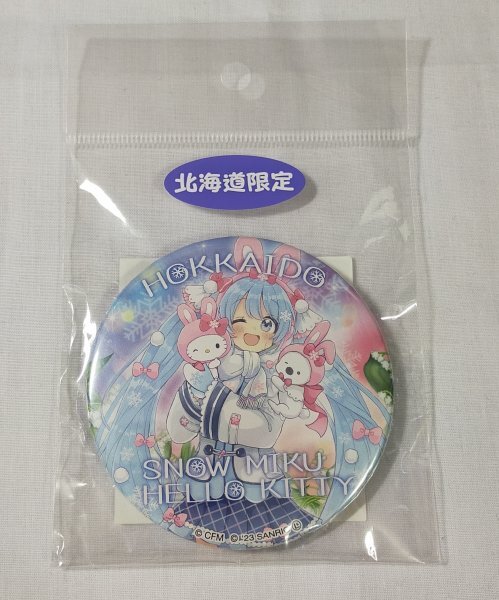 北海道限定
HOKKAIDO
SNOW MIKU
HELLO KITTY
© CFM © '23 SANRIO Ⓛ